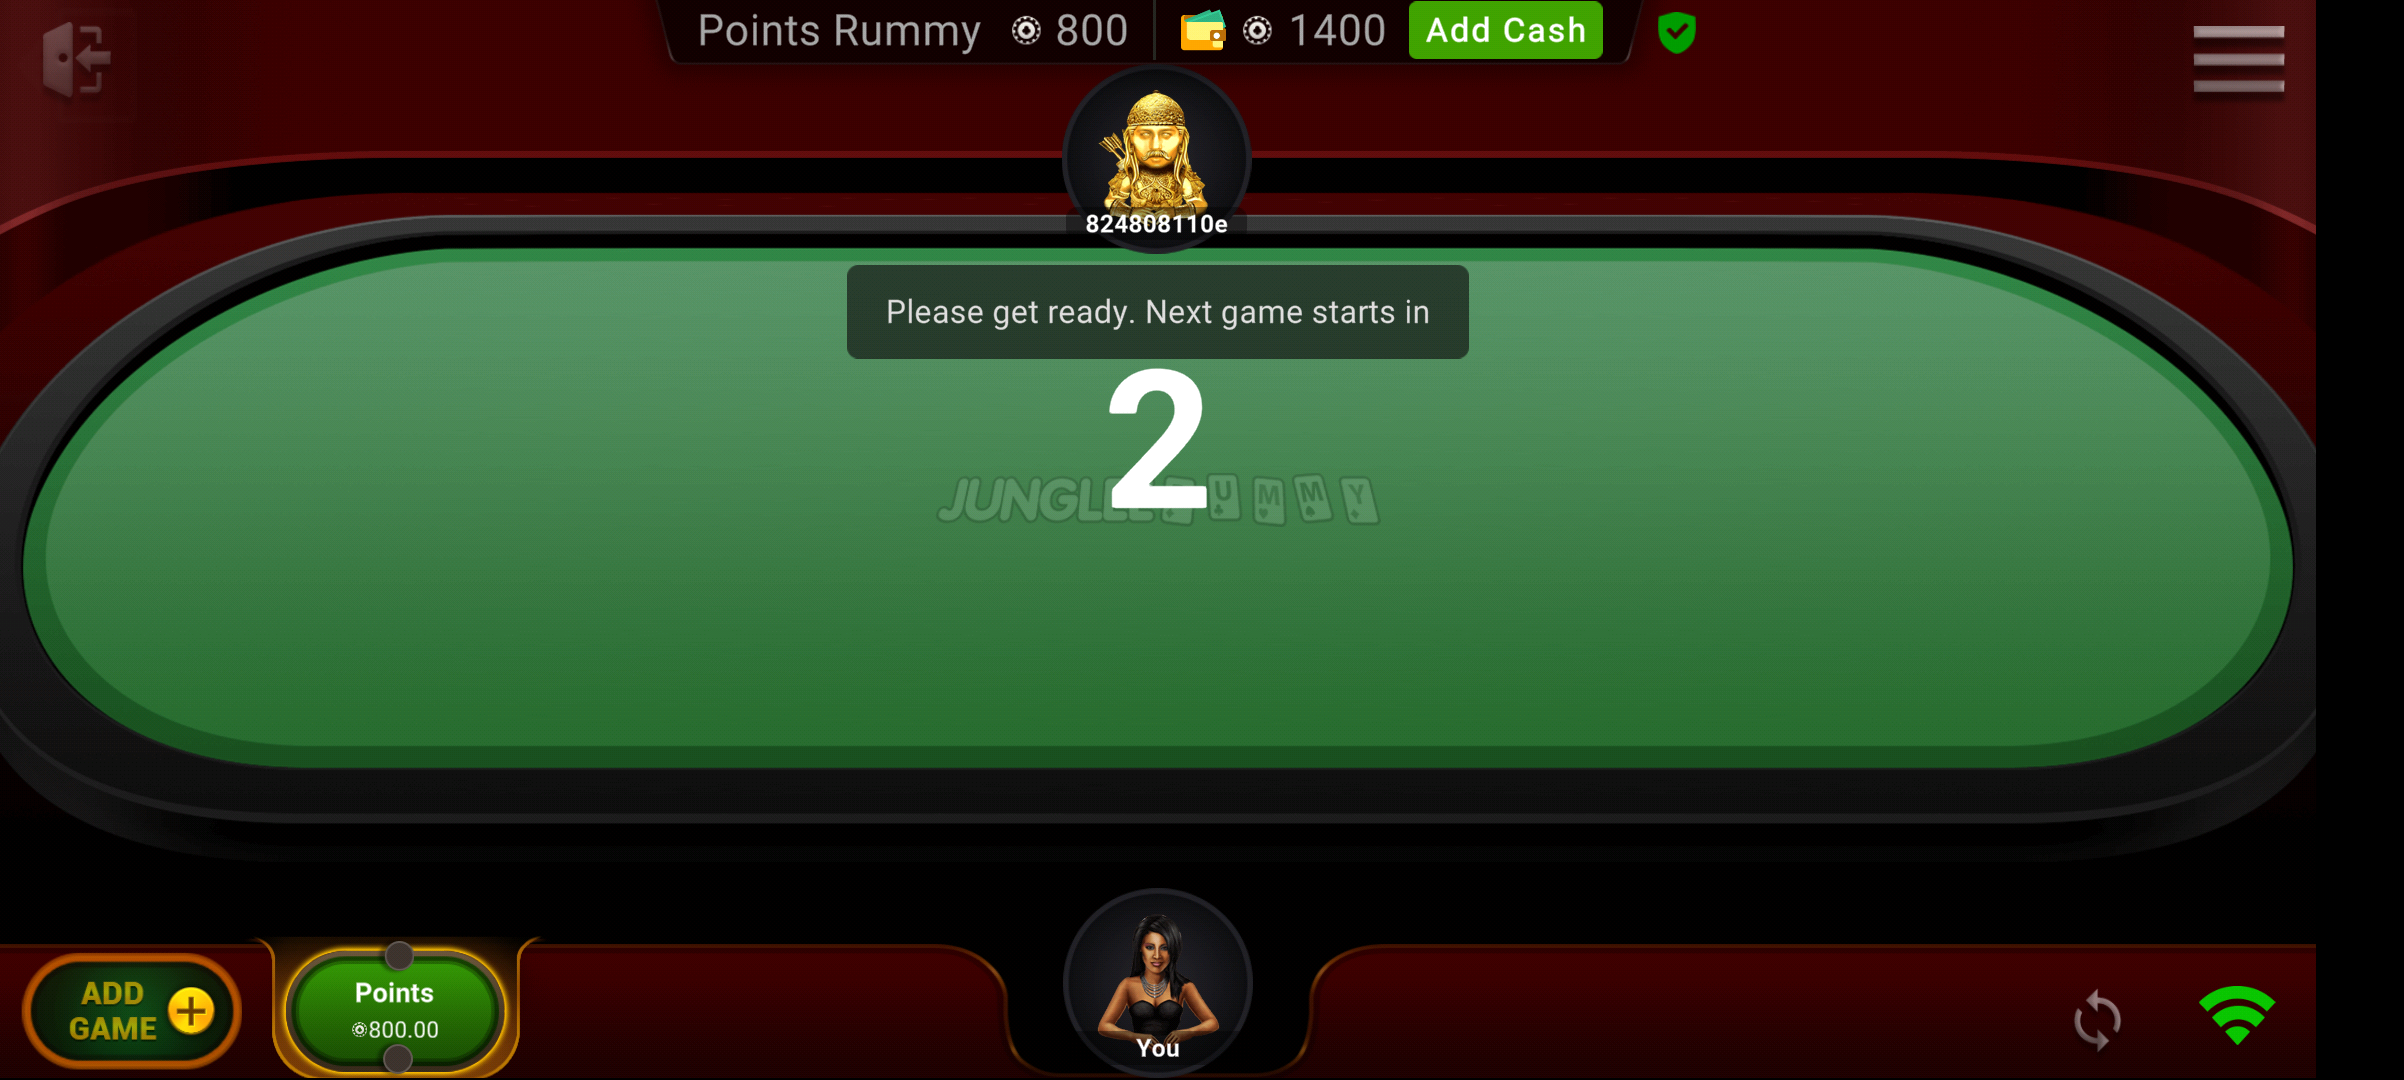 Points Rummy 800 1400 Add Cash
824808110e
Please get ready. Next game starts in
2
JUNGLEE RUMMY
ADD
GAME
Points
800.00
You